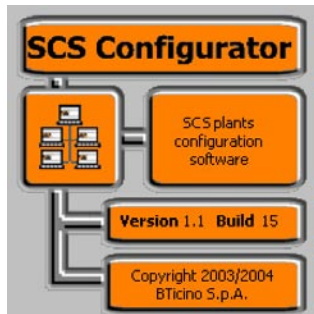 SCS Configurator
SCS plants
configuration
software
Version 1.1 Build 15
Copyright 2003/2004
BTicino S.p.A.